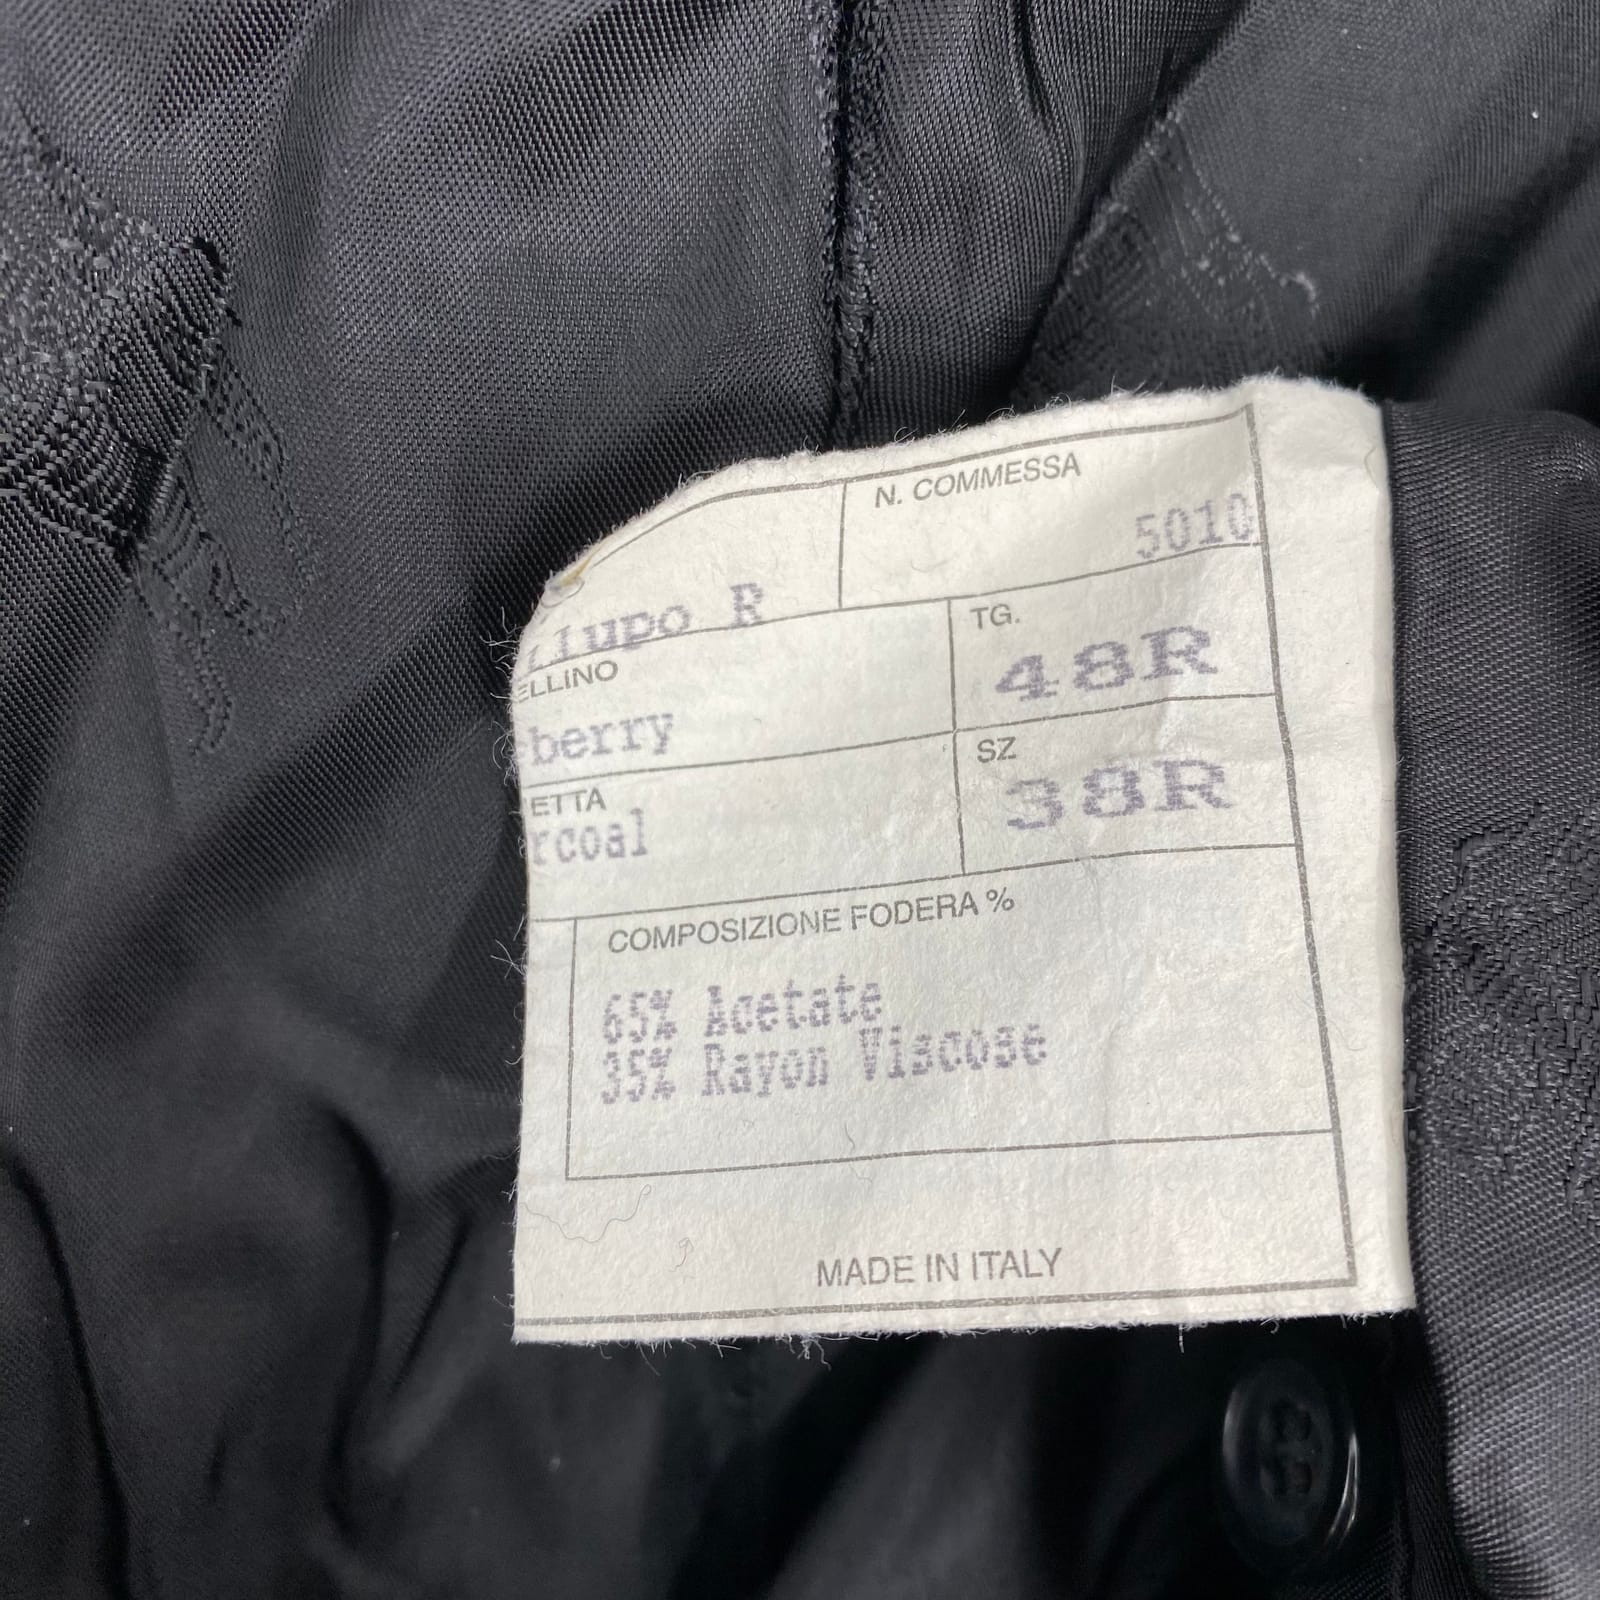 N. COMMESSA
5010
lupo R
ELLINO
TG.
48R
berry
SZ
38R
ETTA
rcoal
COMPOSIZIONE FODERA %
65% Acetate
35% Rayon Viscose
MADE IN ITALY